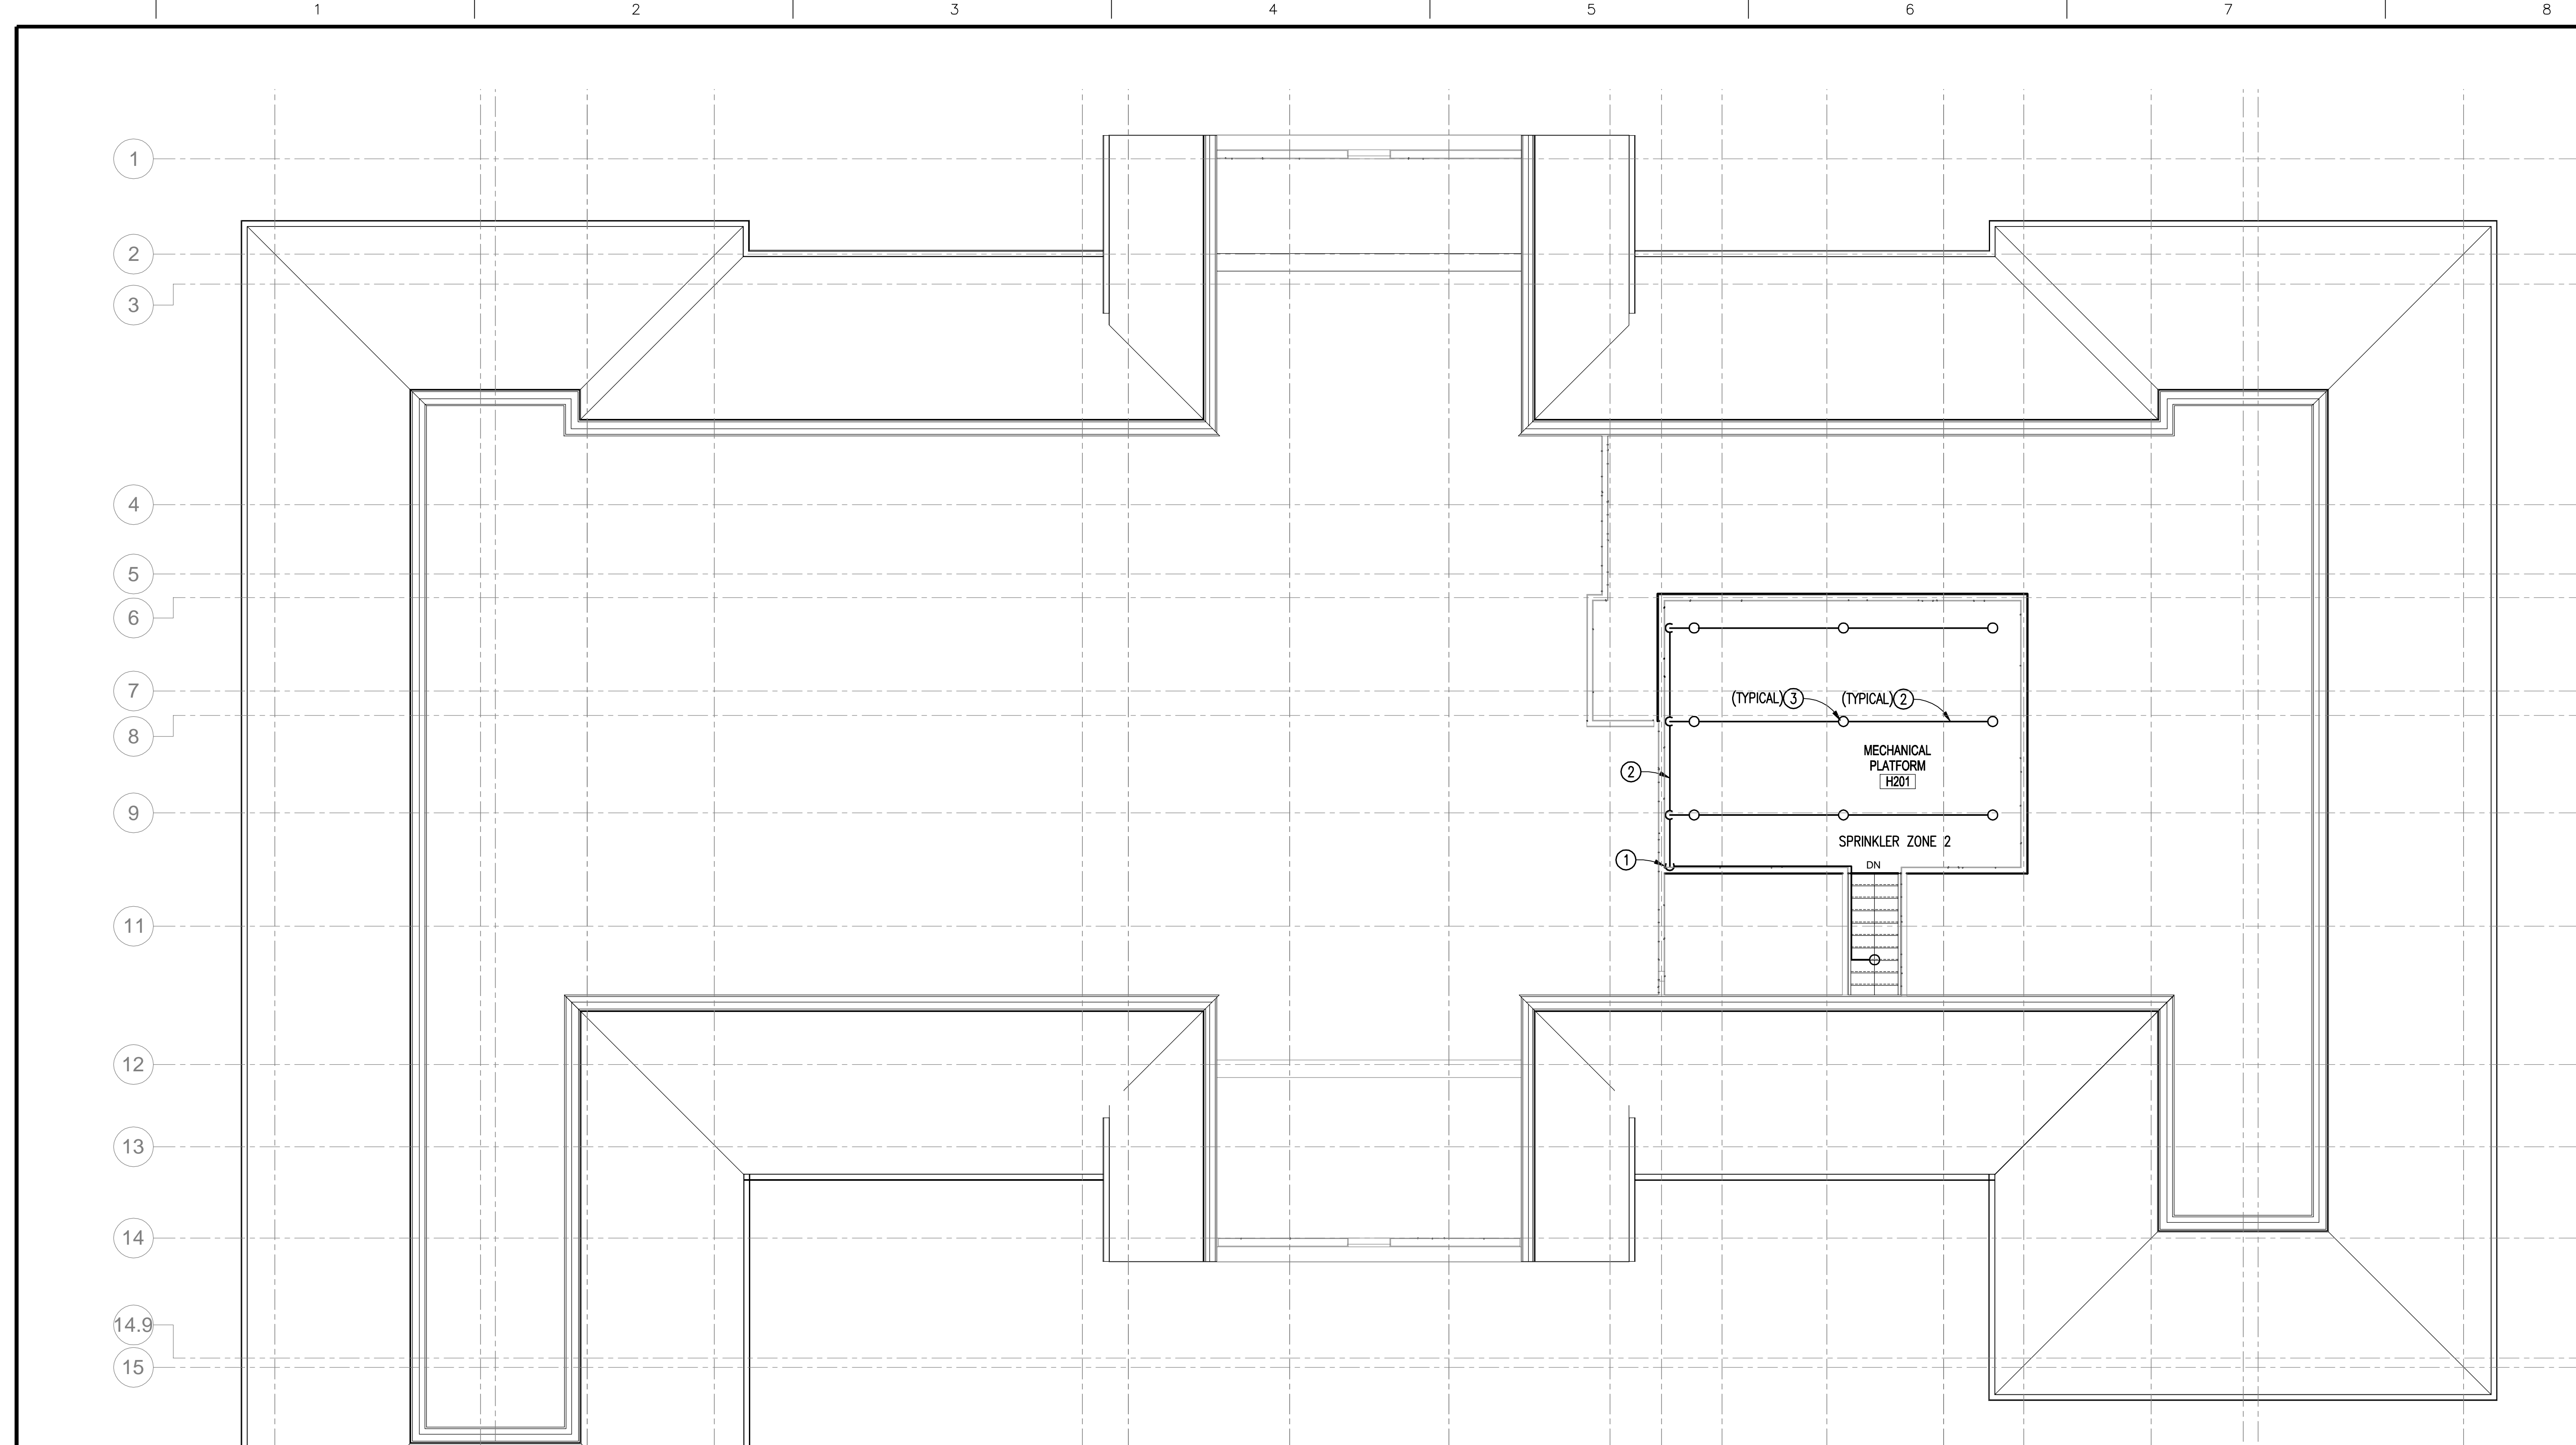 1 2 3 4 5 6 7 8
1
2
3
4
5
6
7
8
9
11
12
13
14
14.9
15
(TYPICAL) 3 (TYPICAL) 2
MECHANICAL
PLATFORM
H201
2
SPRINKLER ZONE 2
1
DN